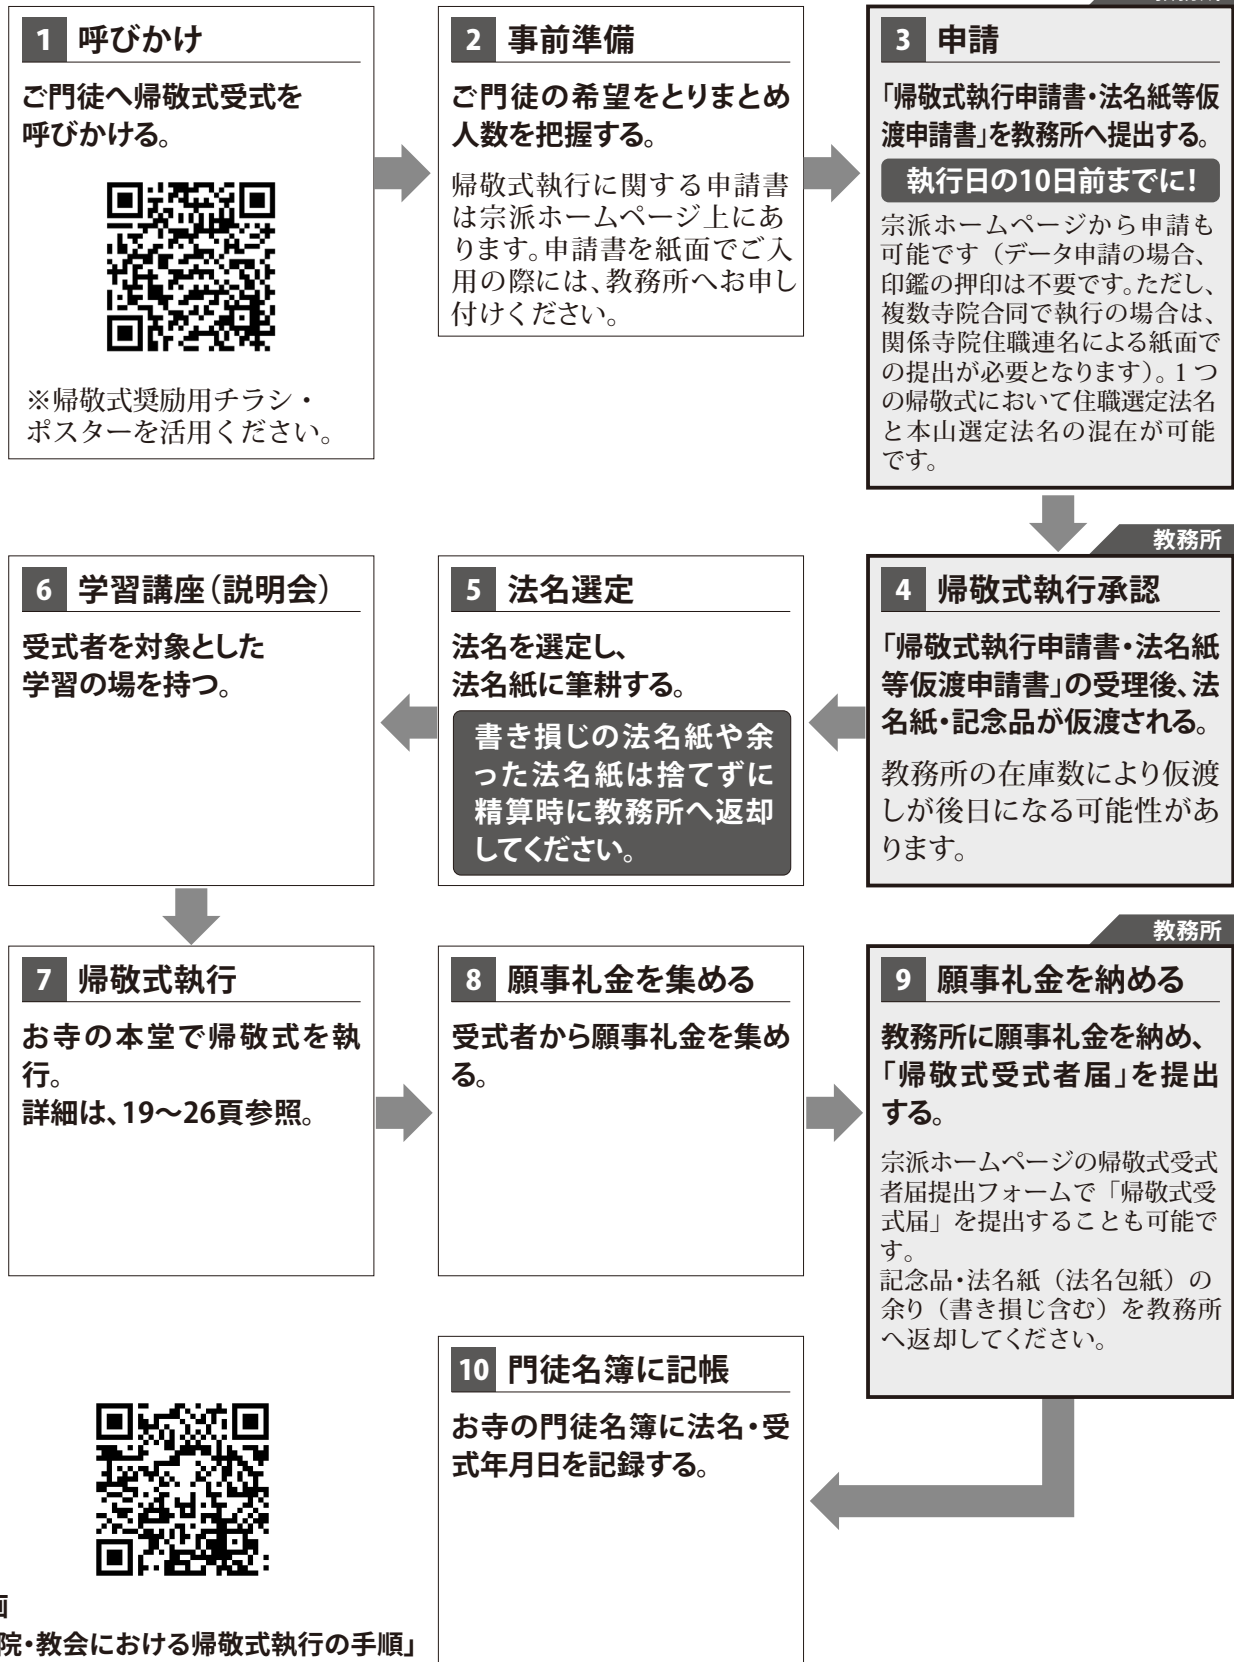 1 呼びかけ
ご門徒へ帰敬式受式を
呼びかける。
※帰敬式奨励用チラシ・
ポスターを活用ください。
2 事前準備
ご門徒の希望をとりまとめ
人数を把握する。
帰敬式執行に関する申請書
は宗派ホームページ上にあ
ります。申請書を紙面でご入
用の際には、教務所へお申し
付けください。
3 申請
「帰敬式執行申請書・法名紙等仮
渡申請書」を教務所へ提出する。
執行日の10日前までに!
宗派ホームページから申請も
可能です（データ申請の場合、
印鑑の押印は不要です。ただし、
複数寺院合同で執行の場合は、
関係寺院住職連名による紙面で
の提出が必要となります）。1つ
の帰敬式において住職選定法名
と本山選定法名の混在が可能
です。
教務所
4 帰敬式執行承認
「帰敬式執行申請書・法名紙
等仮渡申請書」の受理後、法
名紙・記念品が仮渡される。
教務所の在庫数により仮渡
しが後日になる可能性があ
ります。
5 法名選定
法名を選定し、
法名紙に筆耕する。
書き損じの法名紙や余
った法名紙は捨てずに
精算時に教務所へ返却
してください。
6 学習講座（説明会）
受式者を対象とした
学習の場を持つ。
7 帰敬式執行
お寺の本堂で帰敬式を執
行。
詳細は、19〜26頁参照。
8 願事礼金を集める
受式者から願事礼金を集め
る。
教務所
9 願事礼金を納める
教務所に願事礼金を納め、
「帰敬式受式者届」を提出
する。
宗派ホームページの帰敬式受式
者届提出フォームで「帰敬式受
式届」を提出することも可能で
す。
記念品・法名紙（法名包紙）の
余り（書き損じ含む）を教務所
へ返却してください。
10 門徒名簿に記帳
お寺の門徒名簿に法名・受
式年月日を記録する。
画
院・教会における帰敬式執行の手順」